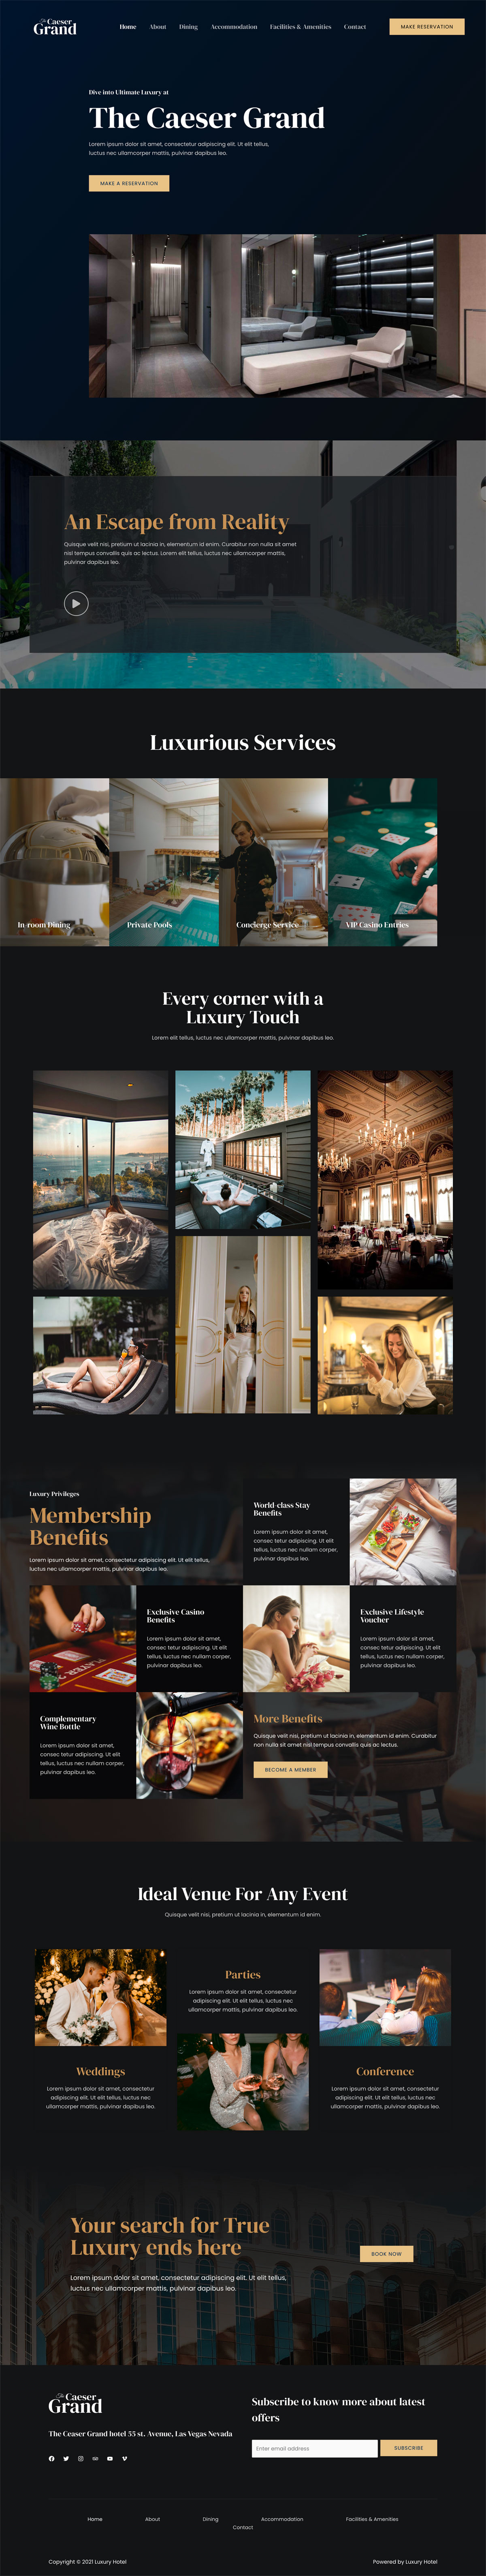 The Caeser
Grand
Home About Dining Accommodation Facilities & Amenities Contact
MAKE RESERVATION
Dive into Ultimate Luxury at
The Caeser Grand
Lorem ipsum dolor sit amet, consectetur adipiscing elit. Ut elit tellus,
luctus nec ullamcorper mattis, pulvinar dapibus leo.
MAKE A RESERVATION
An Escape from Reality
Quisque velit nisi, pretium ut lacinia in, elementum id enim. Curabitur non nulla sit amet
nisl tempus convallis quis ac lectus. Lorem elit tellus, luctus nec ullamcorper mattis,
pulvinar dapibus leo.
Luxurious Services
In-room Dining
Private Pools
Concierge Service
VIP Casino Entries
Every corner with a
Luxury Touch
Lorem elit tellus, luctus nec ullamcorper mattis, pulvinar dapibus leo.
Luxury Privileges
Membership
Benefits
Lorem ipsum dolor sit amet, consectetur adipiscing elit. Ut elit tellus,
luctus nec ullamcorper mattis, pulvinar dapibus leo.
World-class Stay
Benefits
Lorem ipsum dolor sit amet,
consec tetur adipiscing. Ut elit
tellus, luctus nec nullam corper,
pulvinar dapibus leo.
Exclusive Casino
Benefits
Lorem ipsum dolor sit amet,
consec tetur adipiscing. Ut elit
tellus, luctus nec nullam corper,
pulvinar dapibus leo.
Exclusive Lifestyle
Voucher
Lorem ipsum dolor sit amet,
consec tetur adipiscing. Ut elit
tellus, luctus nec nullam corper,
pulvinar dapibus leo.
Complementary
Wine Bottle
Lorem ipsum dolor sit amet,
consec tetur adipiscing. Ut elit
tellus, luctus nec nullam corper,
pulvinar dapibus leo.
More Benefits
Quisque velit nisi, pretium ut lacinia in, elementum id enim. Curabitur
non nulla sit amet nisl tempus convallis quis ac lectus.
BECOME A MEMBER
Ideal Venue For Any Event
Quisque velit nisi, pretium ut lacinia in, elementum id enim.
Weddings
Lorem ipsum dolor sit amet, consectetur
adipiscing elit. Ut elit tellus, luctus nec
ullamcorper mattis, pulvinar dapibus leo.
Parties
Lorem ipsum dolor sit amet, consectetur
adipiscing elit. Ut elit tellus, luctus nec
ullamcorper mattis, pulvinar dapibus leo.
Conference
Lorem ipsum dolor sit amet, consectetur
adipiscing elit. Ut elit tellus, luctus nec
ullamcorper mattis, pulvinar dapibus leo.
Your search for True
Luxury ends here
Lorem ipsum dolor sit amet, consectetur adipiscing elit. Ut elit tellus,
luctus nec ullamcorper mattis, pulvinar dapibus leo.
BOOK NOW
The Caeser
Grand
The Ceaser Grand hotel 55 st. Avenue, Las Vegas Nevada
Subscribe to know more about latest
offers
Enter email address
SUBSCRIBE
Home About Dining Accommodation Facilities & Amenities
Contact
Copyright © 2021 Luxury Hotel
Powered by Luxury Hotel